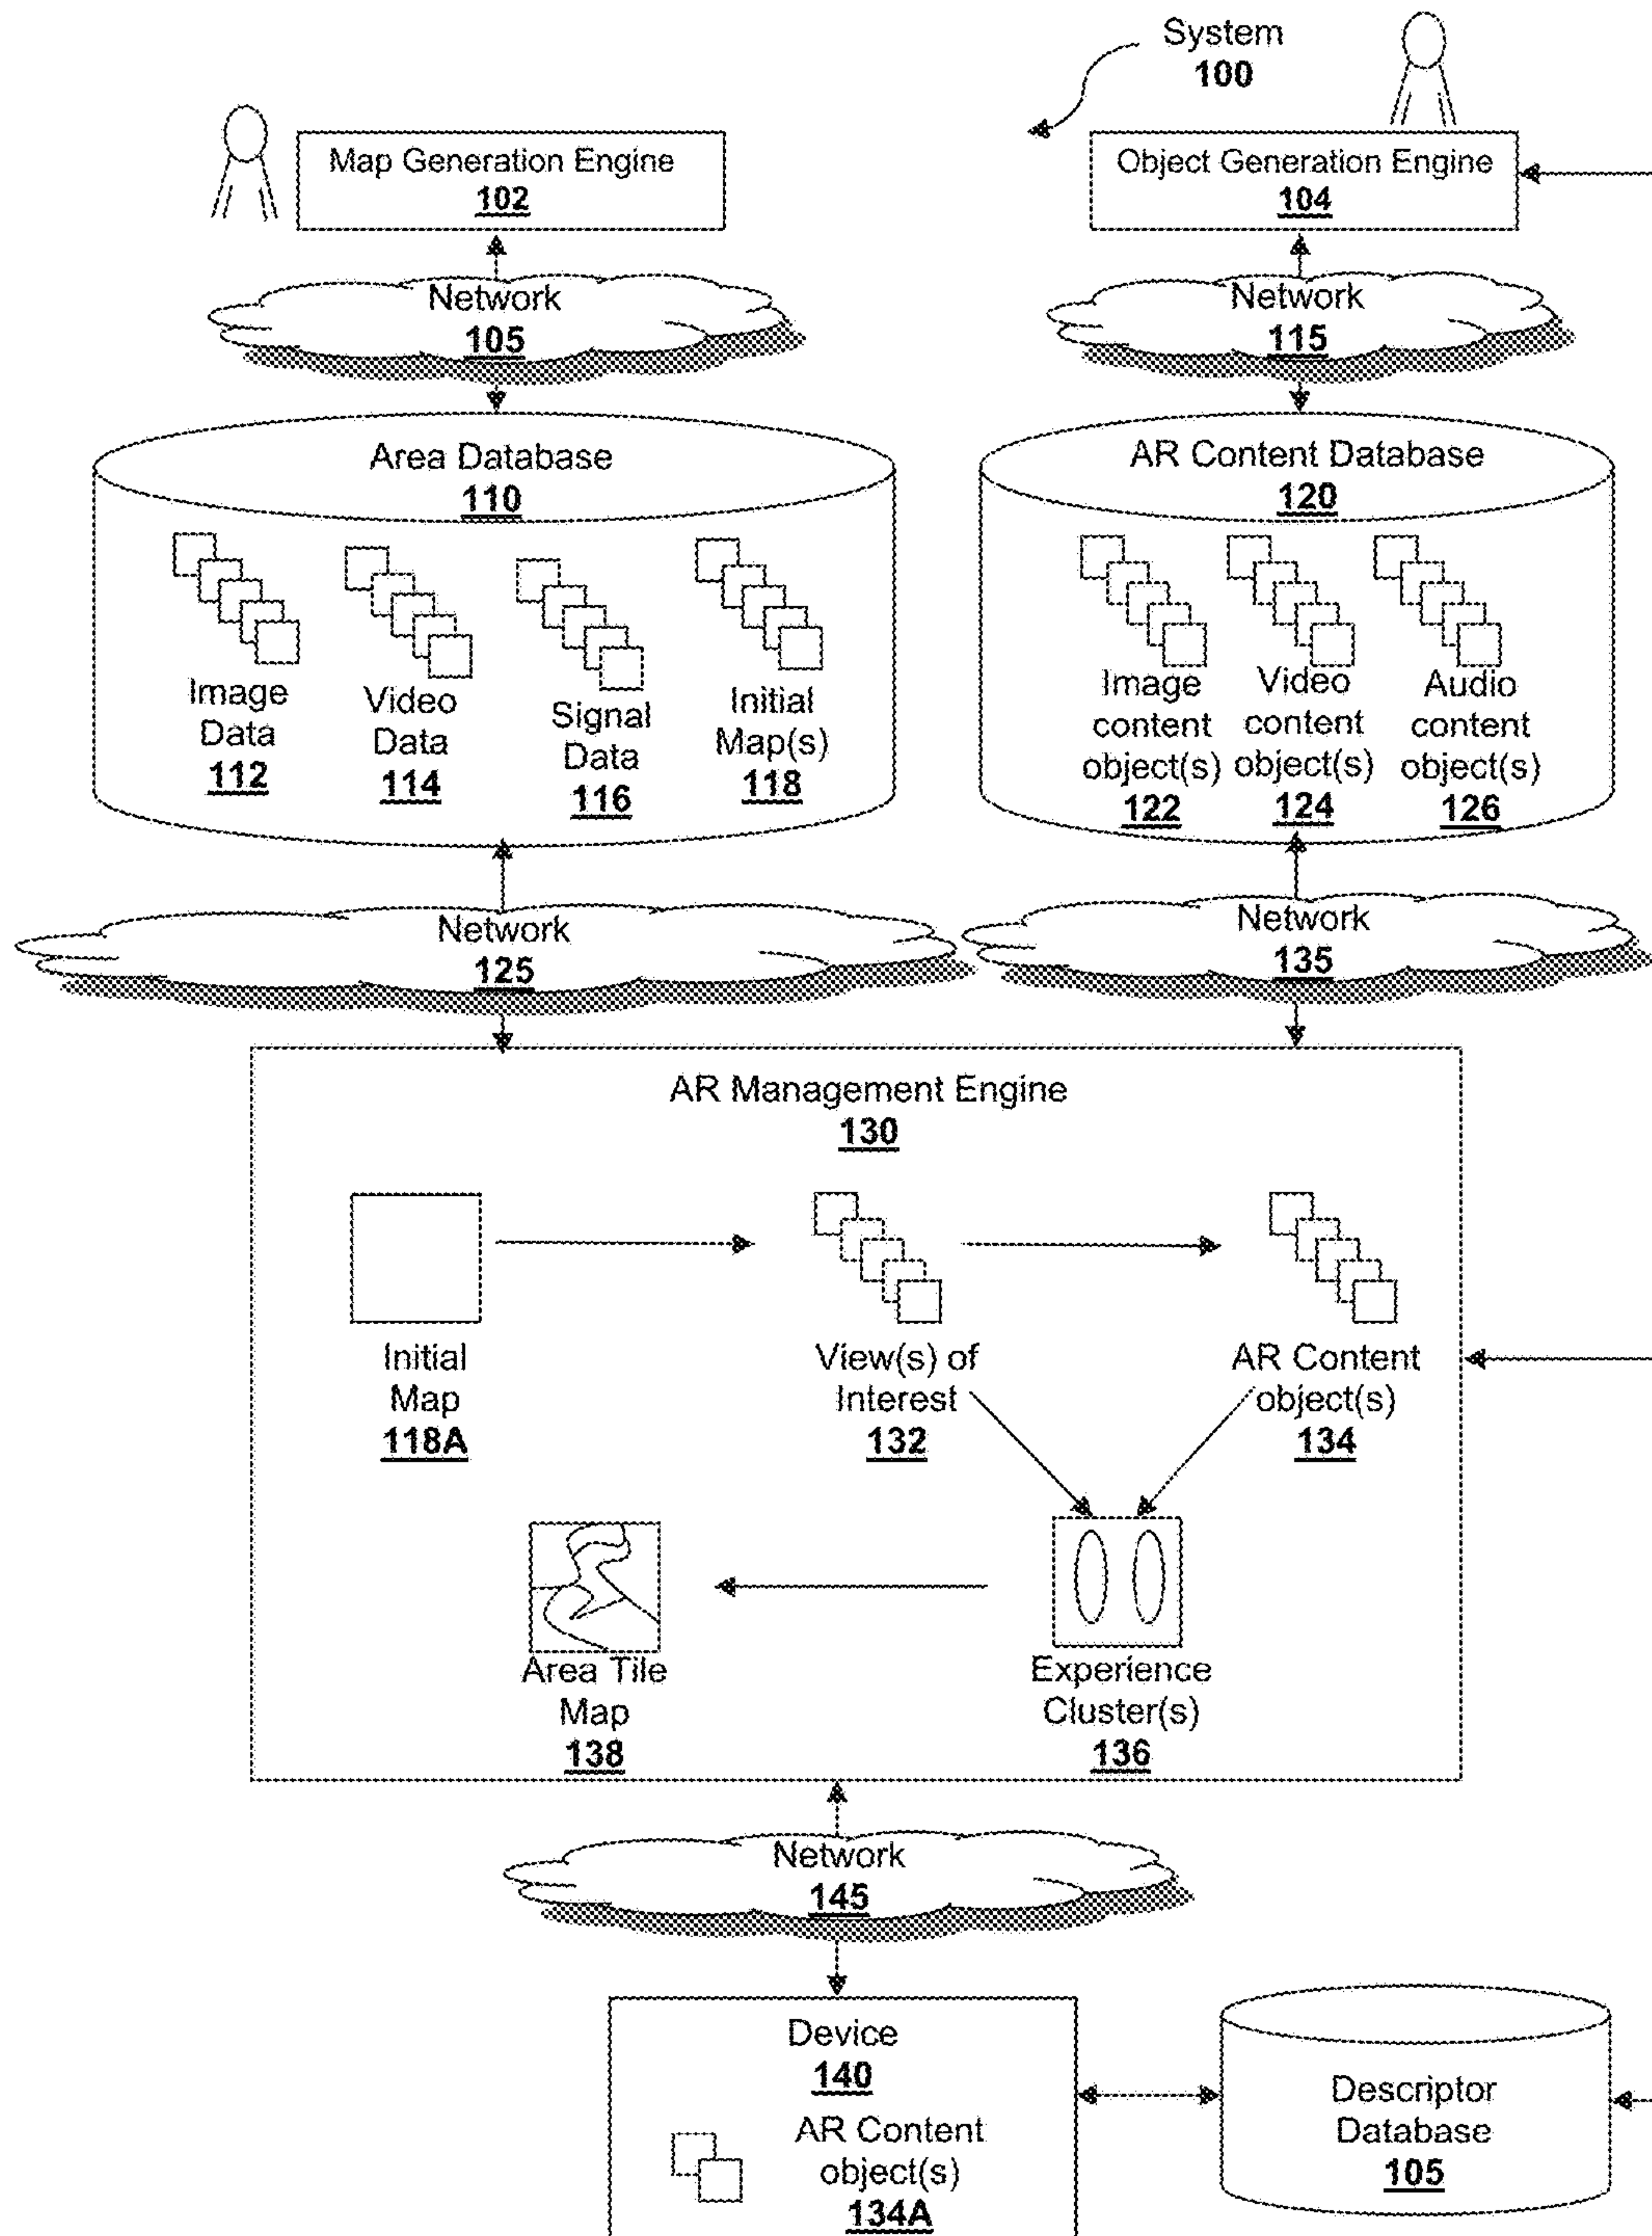 System
100
Map Generation Engine
102
Object Generation Engine
104
Network
105
Network
115
Area Database
110
Image
Data
112
Video
Data
114
Signal
Data
116
Initial
Map(s)
118
AR Content Database
120
Image
content
object(s)
122
Video
content
object(s)
124
Audio
content
object(s)
126
Network
125
Network
135
AR Management Engine
130
Initial
Map
118A
View(s) of
Interest
132
AR Content
object(s)
134
Area Tile
Map
138
Experience
Cluster(s)
136
Network
145
Device
140
AR Content
object(s)
134A
Descriptor
Database
105